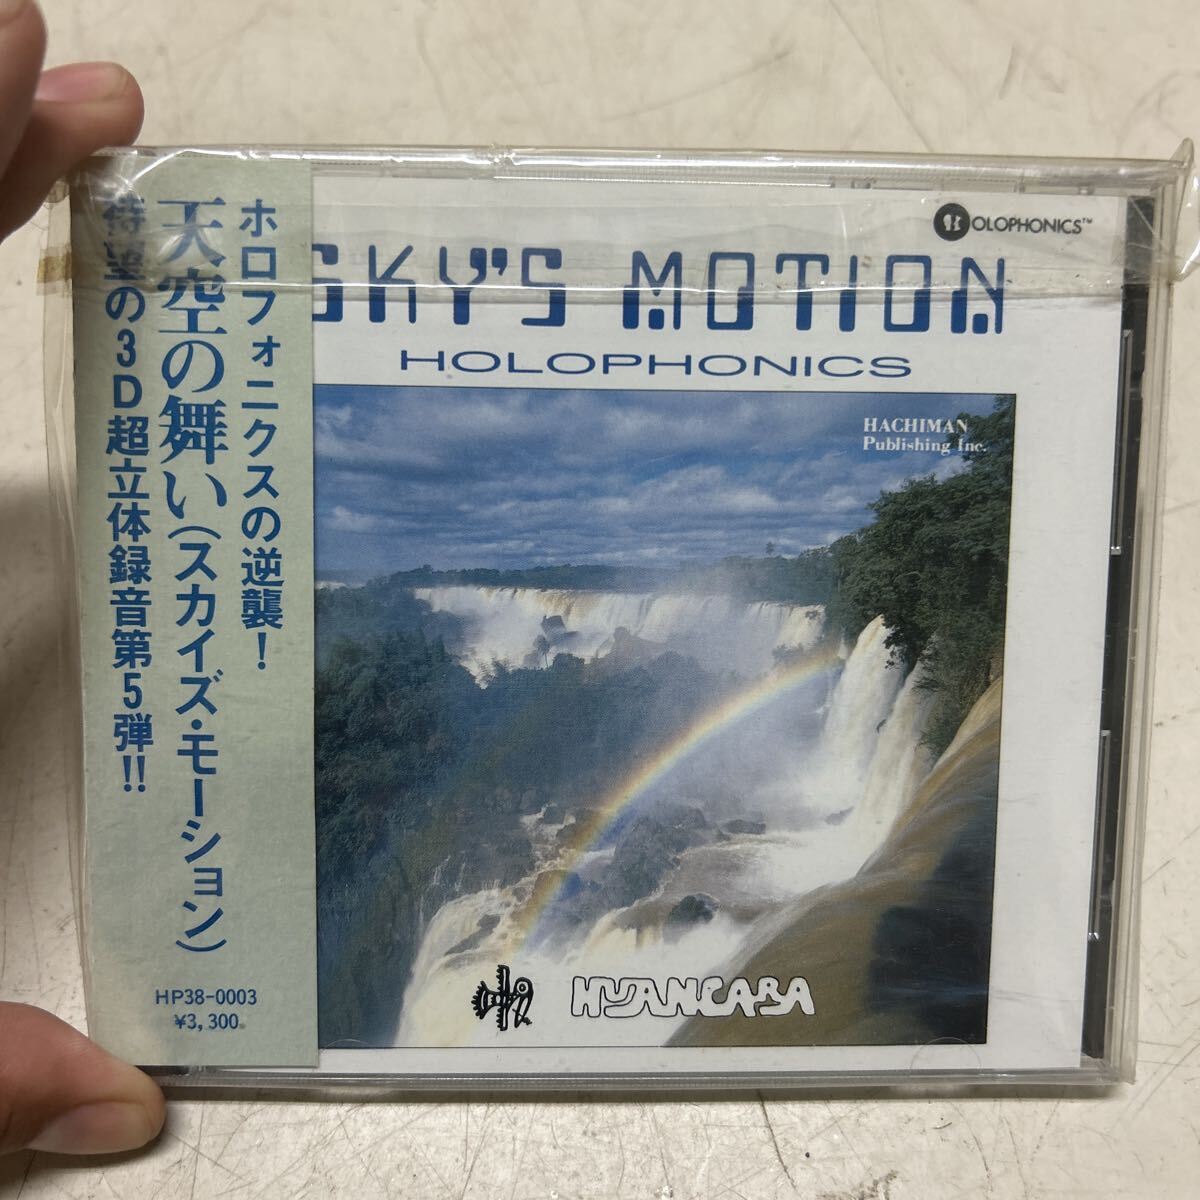 ホロフォニクスの逆襲!
天空の舞い(スカイズ・モーション)
待望の3D超立体録音第5弾!!
HP38-0003
¥3,300.
HOLOPHONICS™
SKY'S MOTION
HOLOPHONICS
HACHIMAN
Publishing Inc.
HUANCARA